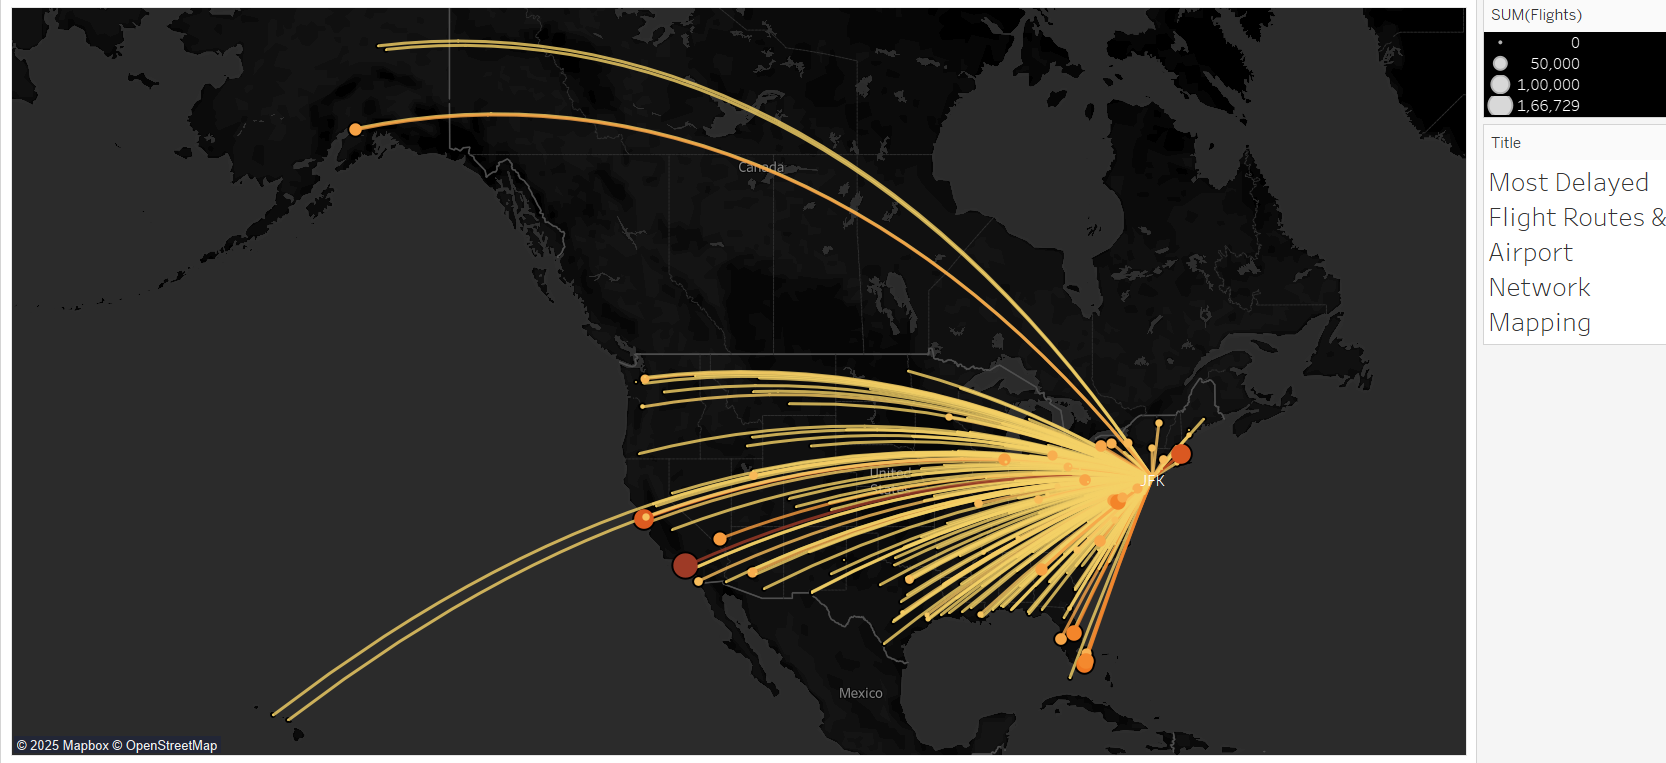 SUM(Flights)
0
50,000
1,00,000
1,66,729
Title
Most Delayed
Flight Routes &
Airport
Network
Mapping
Canada
United
States
JFK
Mexico
© 2025 Mapbox © OpenStreetMap